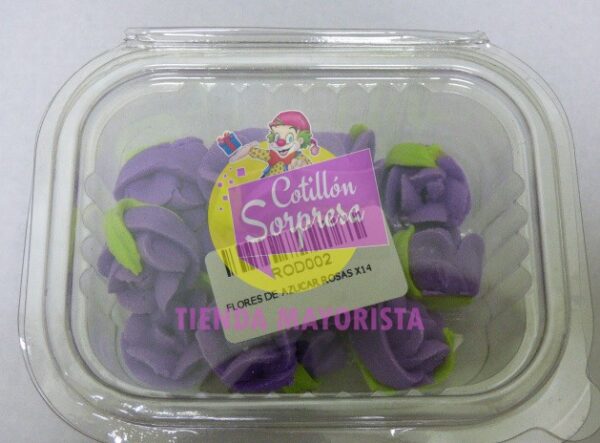 Cotillón
Sorpresa
ROD002
FLORES DE AZUCAR ROSAS X14
TIENDA MAYORISTA